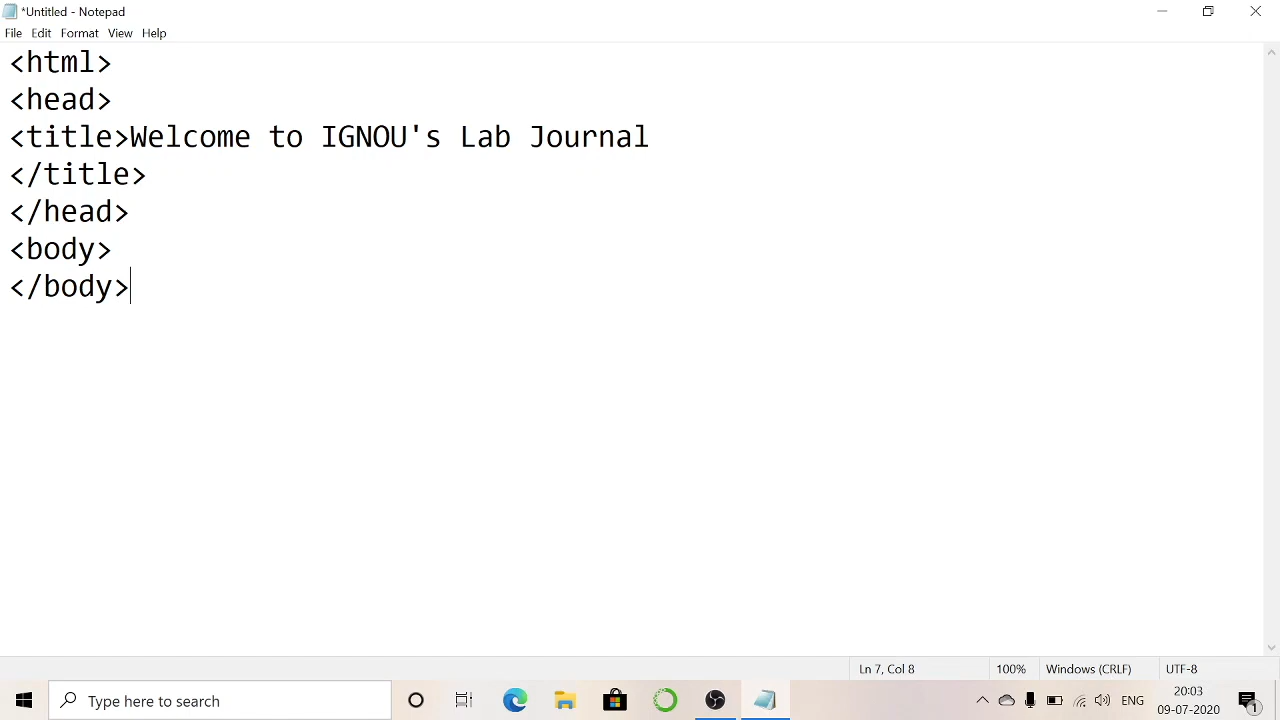 *Untitled - Notepad
File Edit Format View Help
<html>
<head>
<title>Welcome to IGNOU's Lab Journal
</title>
</head>
<body>
</body>
Ln 7, Col 8 100% Windows (CRLF) UTF-8
Type here to search
ENG
20:03
09-07-2020
1